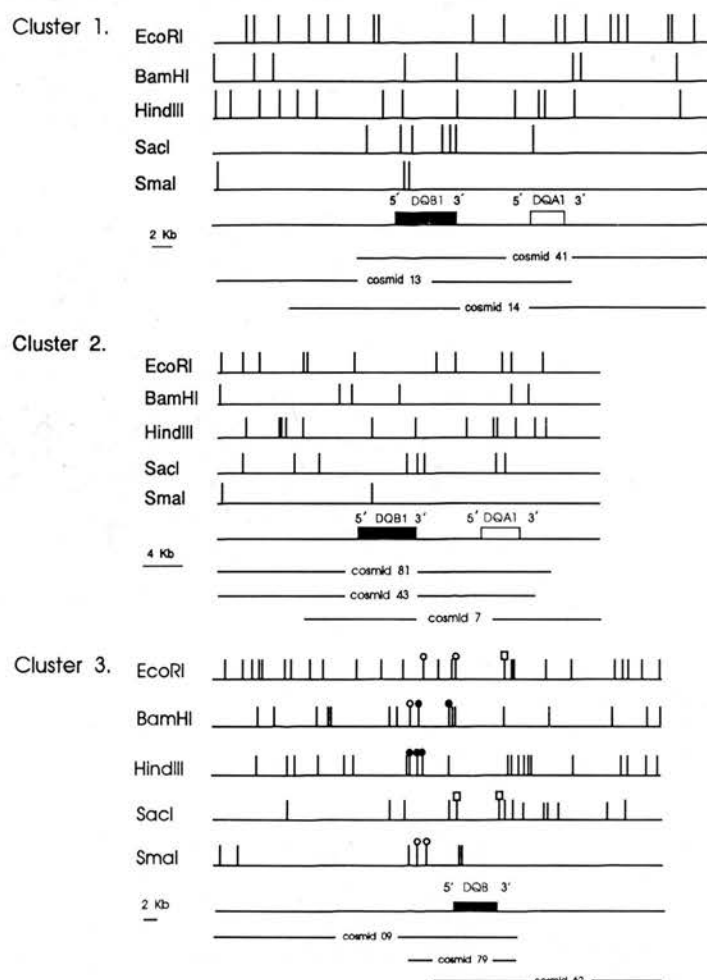 Cluster 1.
EcoRI
BamHI
HindIII
SacI
SmaI
5' DQB1 3' 5' DQA1 3'
2 Kb
cosmid 41
cosmid 13
cosmid 14
Cluster 2.
EcoRI
BamHI
HindIII
SacI
SmaI
5' DQB1 3' 5' DQA1 3'
4 Kb
cosmid 81
cosmid 43
cosmid 7
Cluster 3.
EcoRI
BamHI
HindIII
SacI
SmaI
5' DQB 3'
2 Kb
cosmid 09
cosmid 79